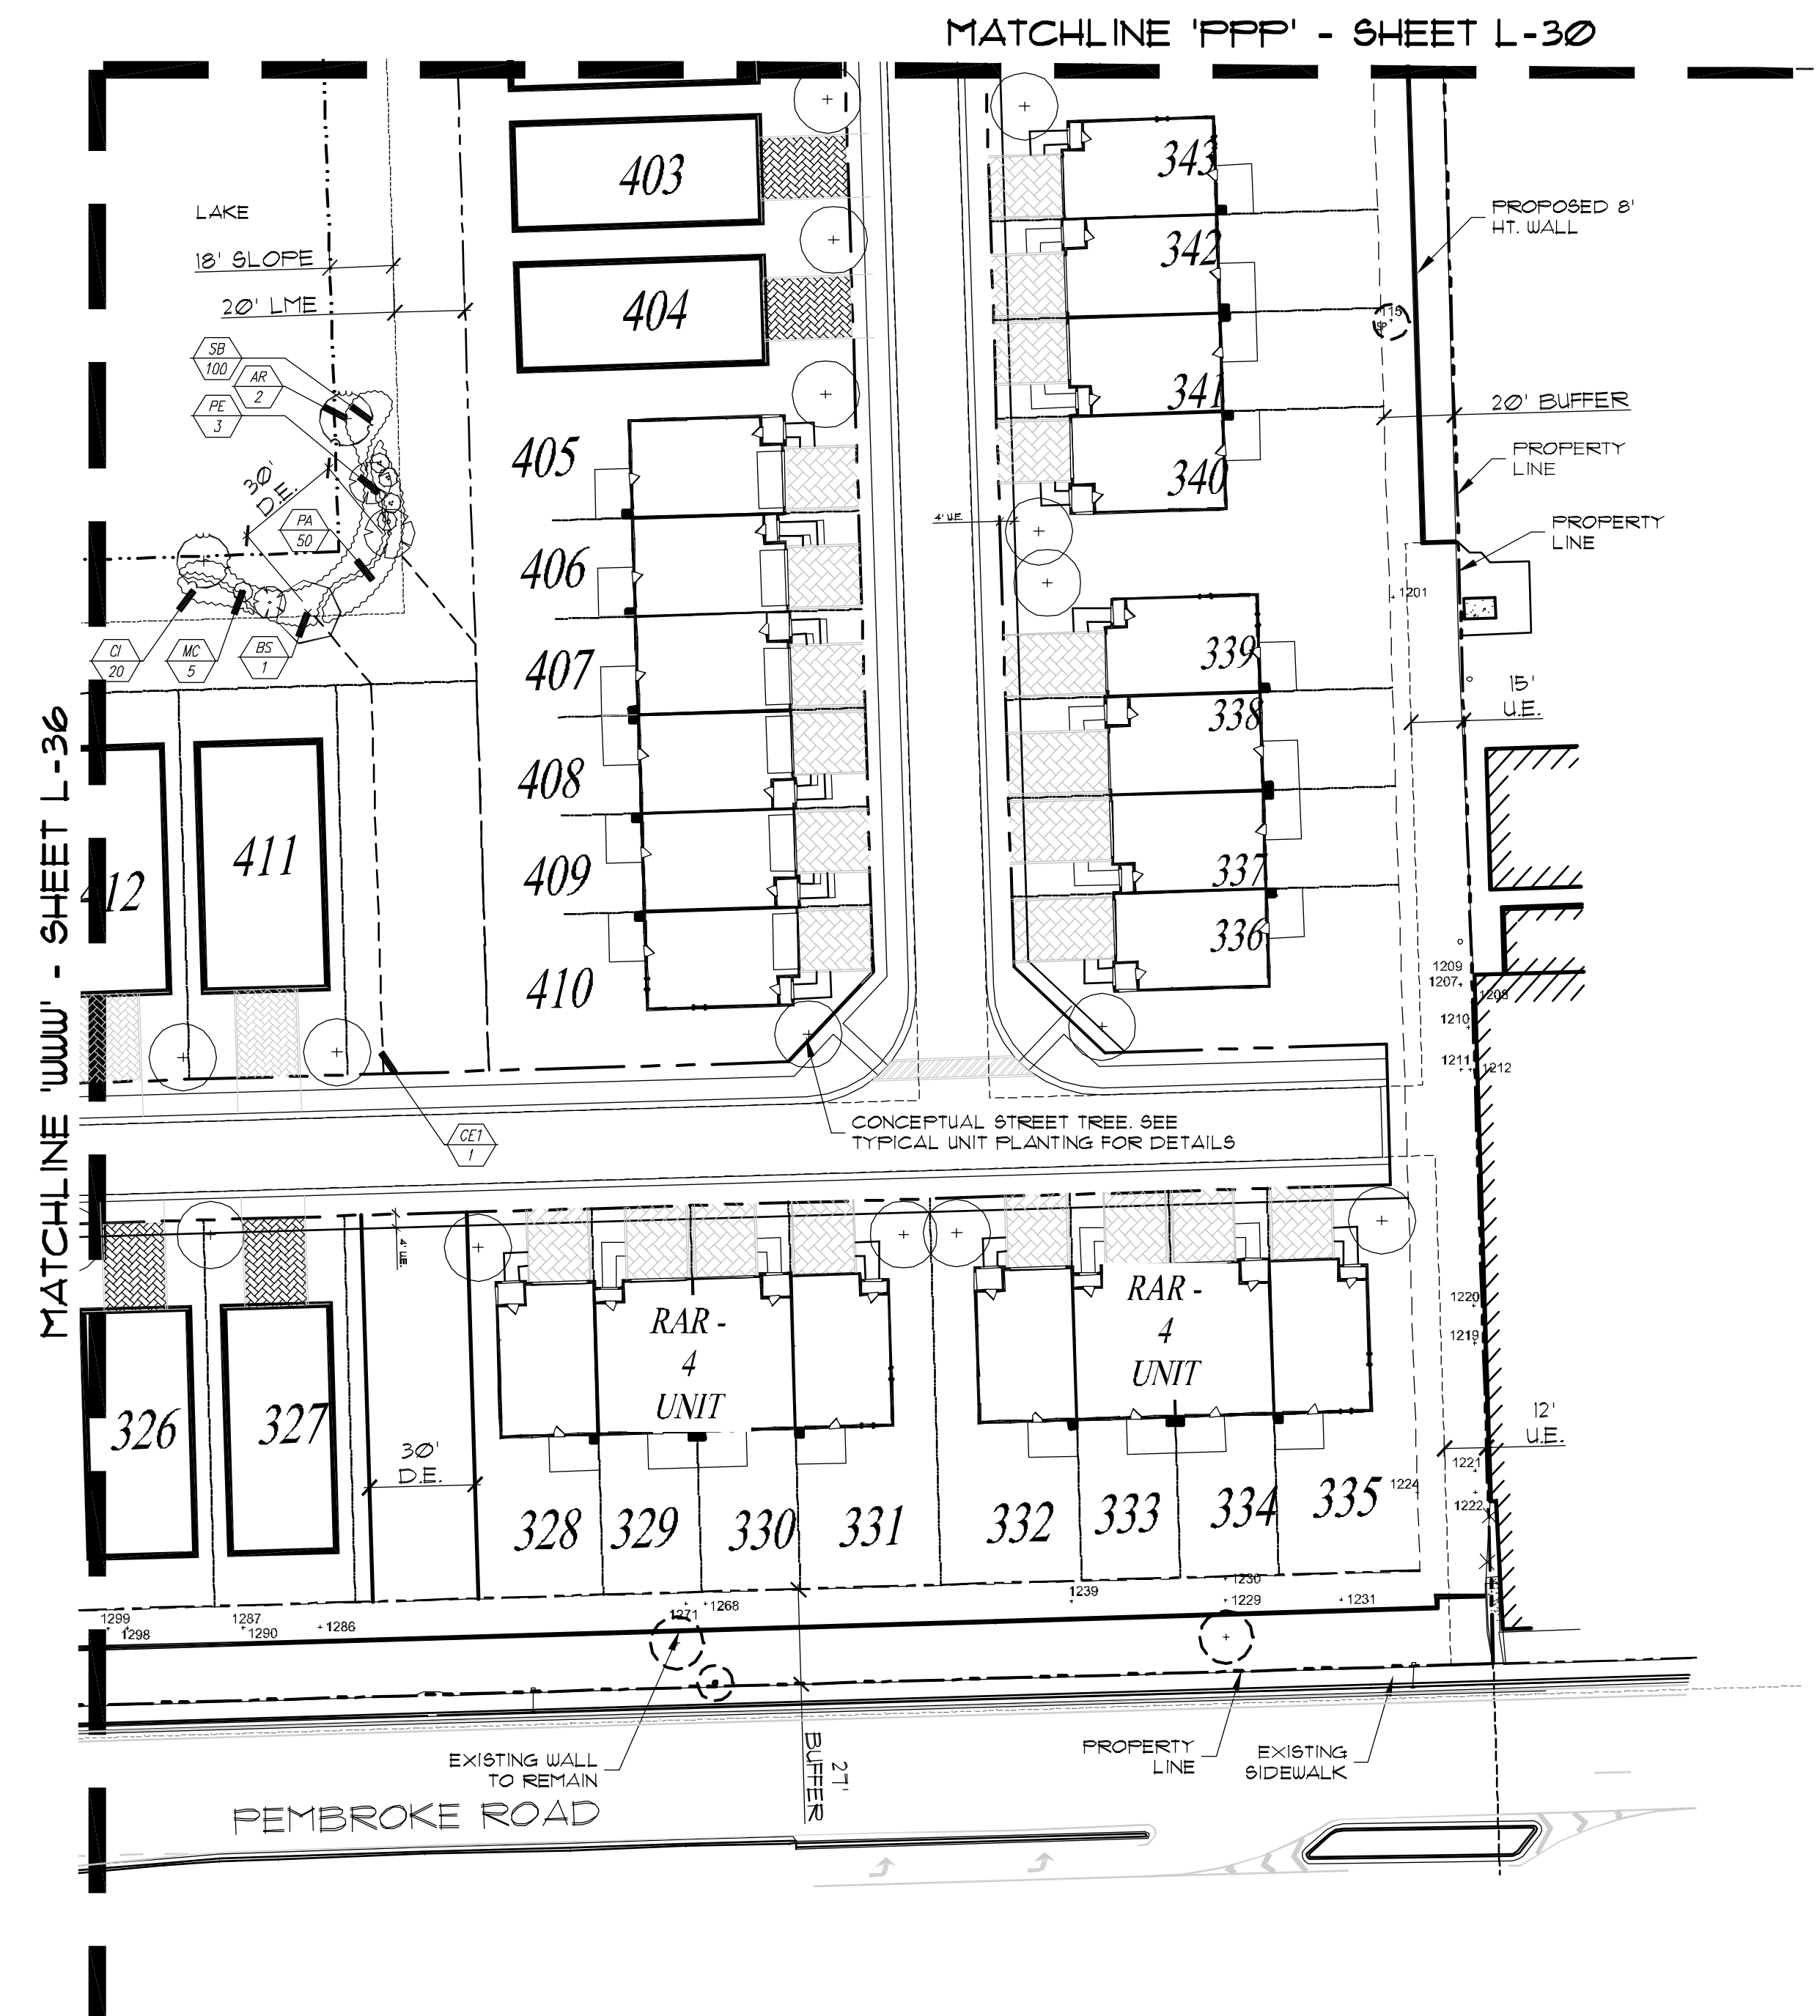 MATCHLINE 'PPP' - SHEET L-30
MATCHLINE 'WWW' - SHEET L-36
LAKE
18' SLOPE
20' LME
SB
100
AR
2
PE
3
30'
D.E.
PA
50
CI
20
MC
5
BS
1
403
404
405
406
407
408
409
410
411
412
343
342
341
340
339
338
337
336
4' U.E.
PROPOSED 8'
HT. WALL
20' BUFFER
PROPERTY
LINE
PROPERTY
LINE
1201
15'
U.E.
1209
1207
1208
1210
1211
1212
CONCEPTUAL STREET TREE. SEE
TYPICAL UNIT PLANTING FOR DETAILS
CE1
1
4' U.E.
RAR -
4
UNIT
RAR -
4
UNIT
326
327
30'
D.E.
328
329
330
331
332
333
334
335
1220
1219
12'
U.E.
1221
1224
1222
1299
1298
1287
1290
1286
1271
1268
1239
1230
1229
1231
EXISTING WALL
TO REMAIN
27'
BUFFER
PROPERTY
LINE
EXISTING
SIDEWALK
PEMBROKE ROAD